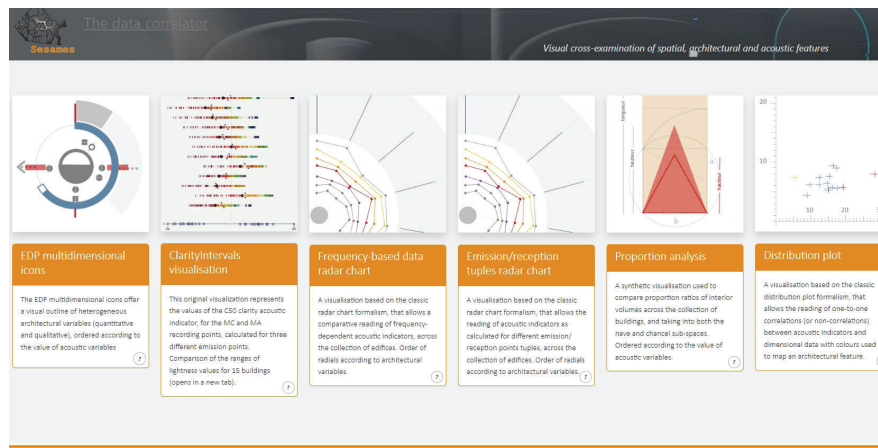 The data correlator
Sesames
Visual cross-examination of spatial, architectural and acoustic features
longueur
hauteur
hauteur
a
b
20
10
10
20
EDP multidimensional
icons
The EDP multidimensional icons offer
a visual outline of heterogeneous
architectural variables (quantitative
and qualitative), ordered according to
the value of acoustic variables
?
ClarityIntervals
visualisation
This original visualization represents
the values of the C50 clarity acoustic
indicator, for the MC and MA
recording points, calculated for three
different emission points.
Comparison of the ranges of
lightness values for 15 buildings
(opens in a new tab).
?
Frequency-based data
radar chart
A visualisation based on the classic
radar chart formalism, that allows a
comparative reading of frequency-
dependent acoustic indicators, across
the collection of edifices. Order of
radials according to architectural
variables.
?
Emission/reception
tuples radar chart
A visualisation based on the classic
radar chart formalism, that allows the
reading of acoustic indicators as
calculated for different emission/
reception points tuples, across the
collection of edifices. Order of radials
according to architectural variables.
?
Proportion analysis
A synthetic visualisation used to
compare proportion ratios of interior
volumes across the collection of
buildings, and taking into both the
nave and chancel sub-spaces.
Ordered according to the value of
acoustic variables.
?
Distribution plot
A visualisation based on the classic
distribution plot formalism, that
allows the reading of one-to-one
correlations (or non-correlations)
between acoustic indicators and
dimensional data with colours used
to map an architectural feature.